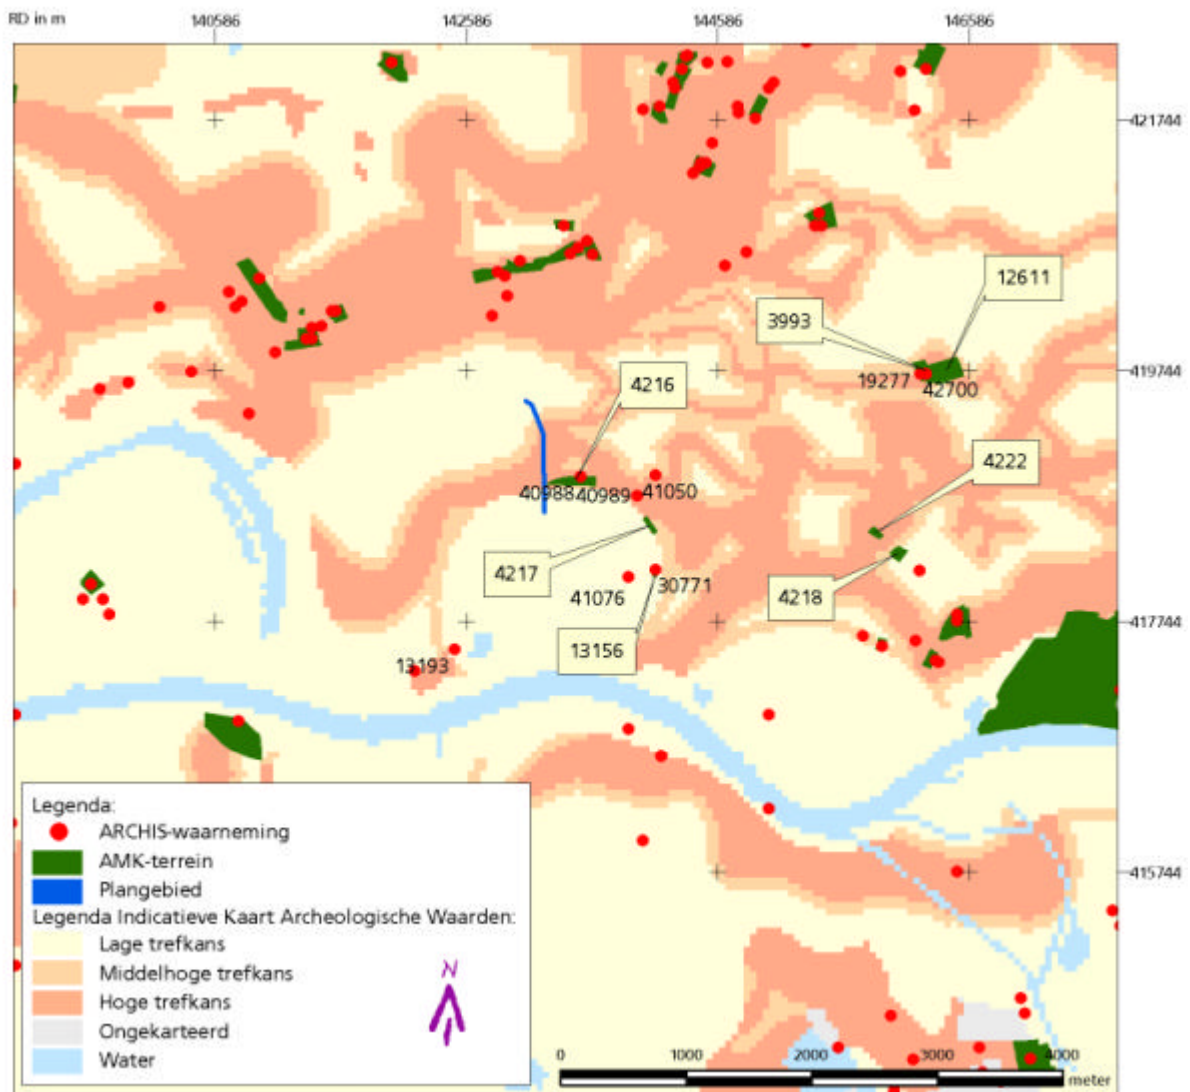 RD in m
140586
142586
144586
146586
421744
12611
3993
19277
42700
419744
4216
4222
40988
40989
41050
4217
4218
41076
30771
13156
417744
13193
Legenda:
ARCHIS-waarneming
AMK-terrein
Plangebied
415744
Legenda Indicatieve Kaart Archeologische Waarden:
Lage trefkans
Middelhoge trefkans
Hoge trefkans
Ongekarteerd
Water
N
0 1000 2000 3000 4000
meter